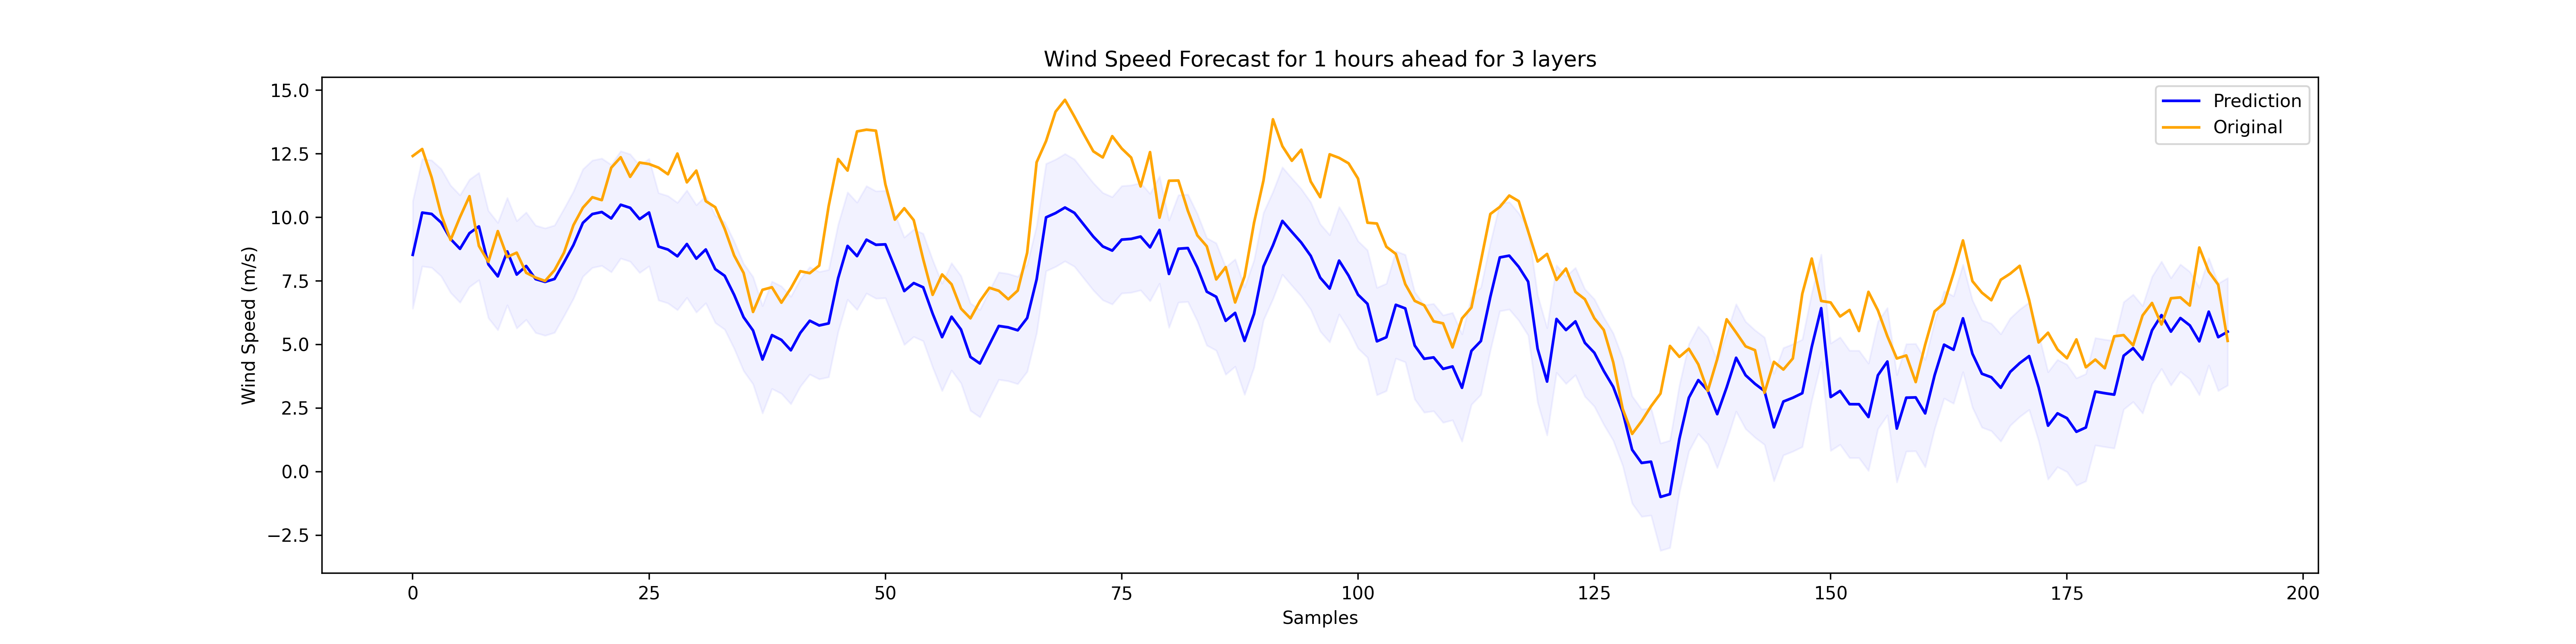 Wind Speed Forecast for 1 hours ahead for 3 layers
Prediction
Original
Wind Speed (m/s)
15.0
12.5
10.0
7.5
5.0
2.5
0.0
−2.5
0 25 50 75 100 125 150 175 200
Samples